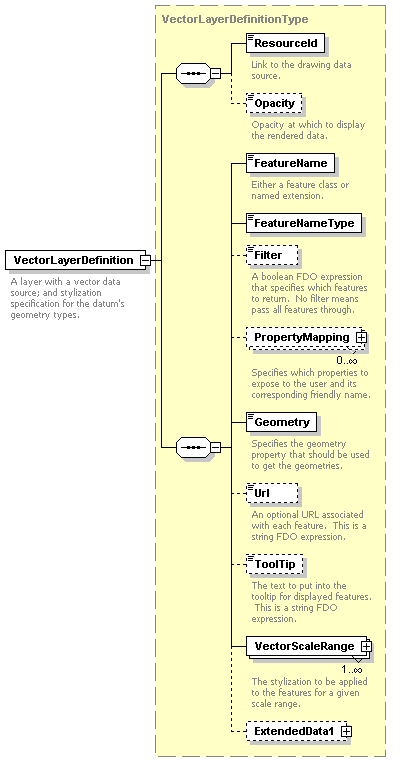 VectorLayerDefinitionType
ResourceId
Link to the drawing data
source.
Opacity
Opacity at which to display
the rendered data.
FeatureName
Either a feature class or
named extension.
FeatureNameType
VectorLayerDefinition
A layer with a vector data
source; and stylization
specification for the datum's
geometry types.
Filter
A boolean FDO expression
that specifies which features
to return.  No filter means
pass all features through.
PropertyMapping
0..∞
Specifies which properties to
expose to the user and its
corresponding friendly name.
Geometry
Specifies the geometry
property that should be used
to get the geometries.
Url
An optional URL associated
with each feature.  This is a
string FDO expression.
ToolTip
The text to put into the
tooltip for displayed features.
This is a string FDO
expression.
VectorScaleRange
1..∞
The stylization to be applied
to the features for a given
scale range.
ExtendedData1